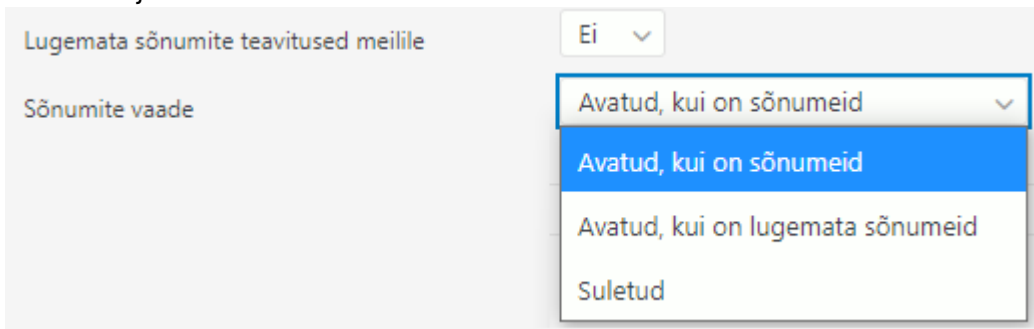 Lugemata sõnumite teavitused meilile Ei
Sõnumite vaade Avatud, kui on sõnumeid
Avatud, kui on sõnumeid
Avatud, kui on lugemata sõnumeid
Suletud